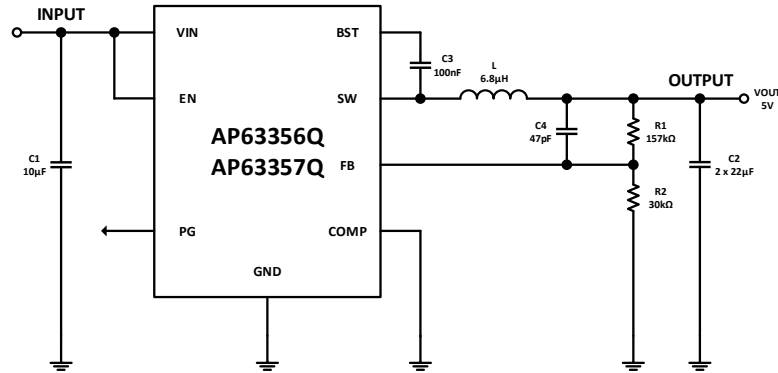 INPUT
VIN
BST
C3
100nF
L
6.8µH
OUTPUT
VOUT
5V
EN
SW
AP63356Q
AP63357Q
C4
47pF
R1
157kΩ
C1
10µF
FB
C2
2 x 22µF
R2
30kΩ
PG
COMP
GND